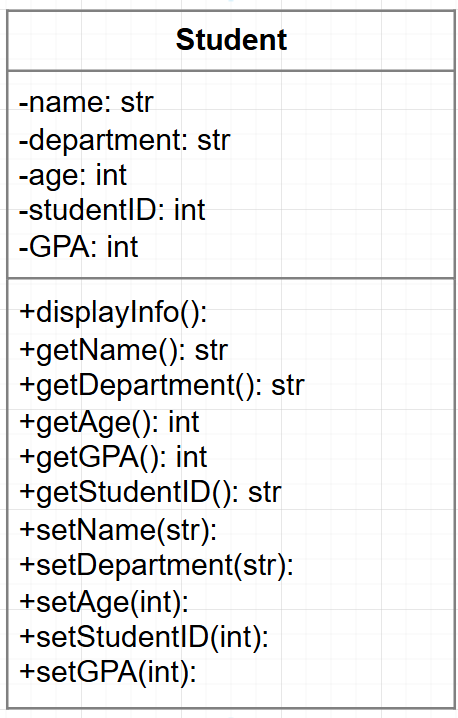 Student
-name: str
-department: str
-age: int
-studentID: int
-GPA: int
+displayInfo():
+getName(): str
+getDepartment(): str
+getAge(): int
+getGPA(): int
+getStudentID(): str
+setName(str):
+setDepartment(str):
+setAge(int):
+setStudentID(int):
+setGPA(int):